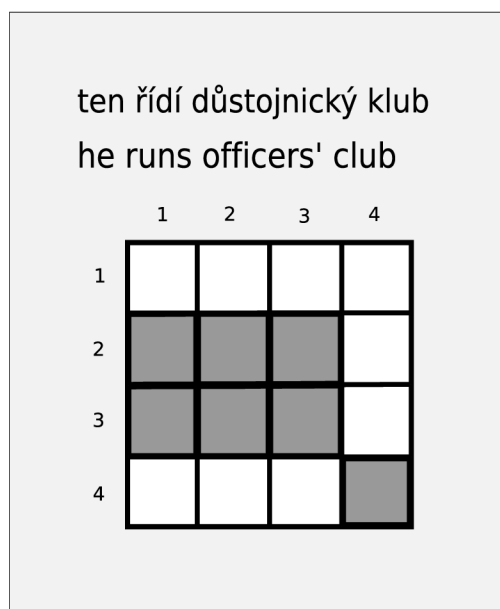 ten řídí důstojnický klub
he runs officers' club
1 2 3 4
1
2
3
4